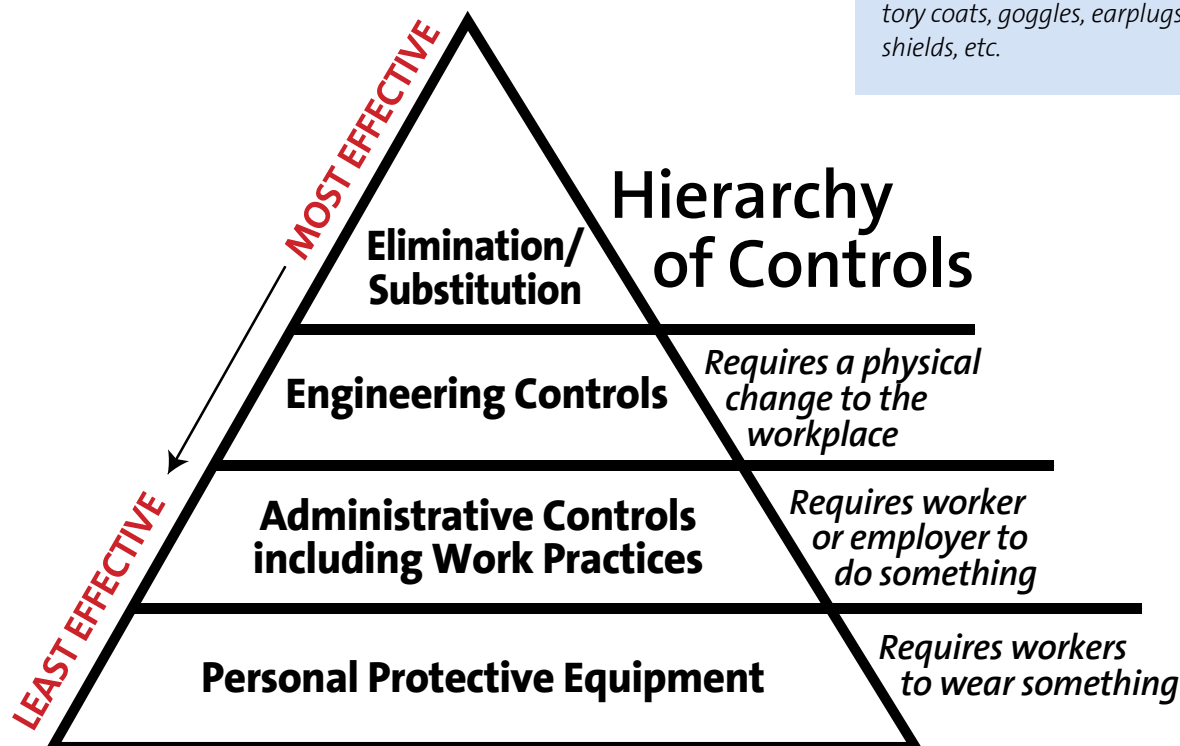 tory coats, goggles, earplugs
shields, etc.
MOST EFFECTIVE
LEAST EFFECTIVE
Hierarchy
of Controls
Elimination/
Substitution
Engineering Controls
Requires a physical
change to the
workplace
Administrative Controls
including Work Practices
Requires worker
or employer to
do something
Personal Protective Equipment
Requires workers
to wear something